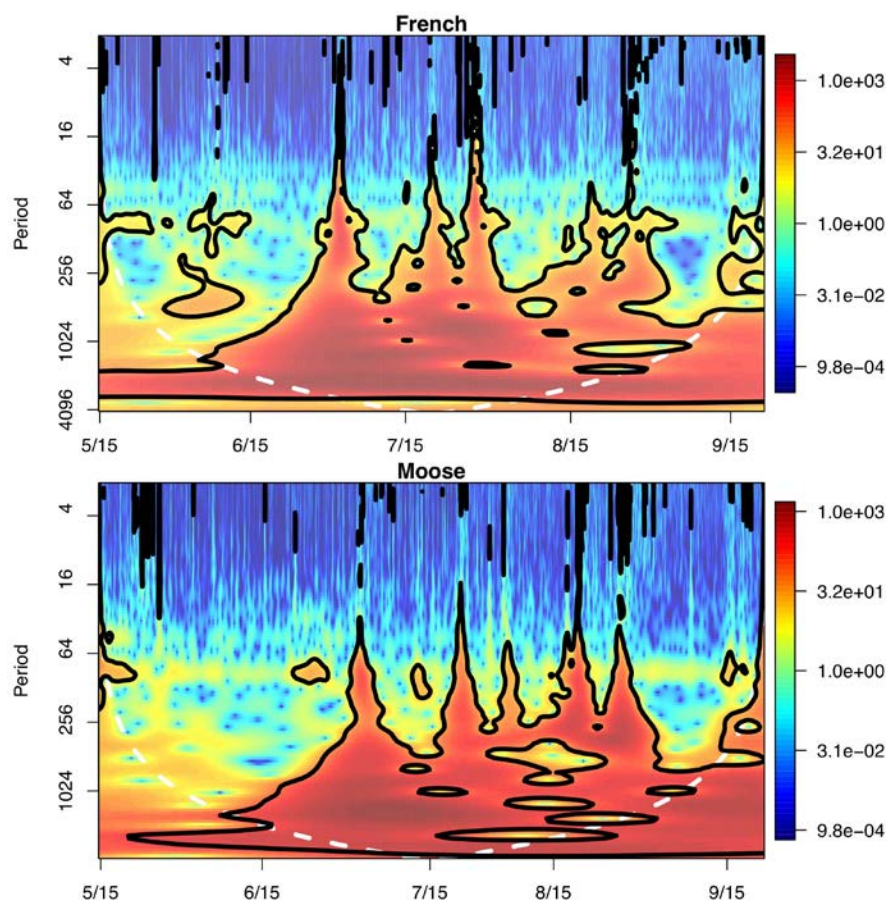 French
Period
4
16
64
256
1024
4096
5/15
6/15
7/15
8/15
9/15
1.0e+03
3.2e+01
1.0e+00
3.1e-02
9.8e-04
Moose
Period
4
16
64
256
1024
5/15
6/15
7/15
8/15
9/15
1.0e+03
3.2e+01
1.0e+00
3.1e-02
9.8e-04